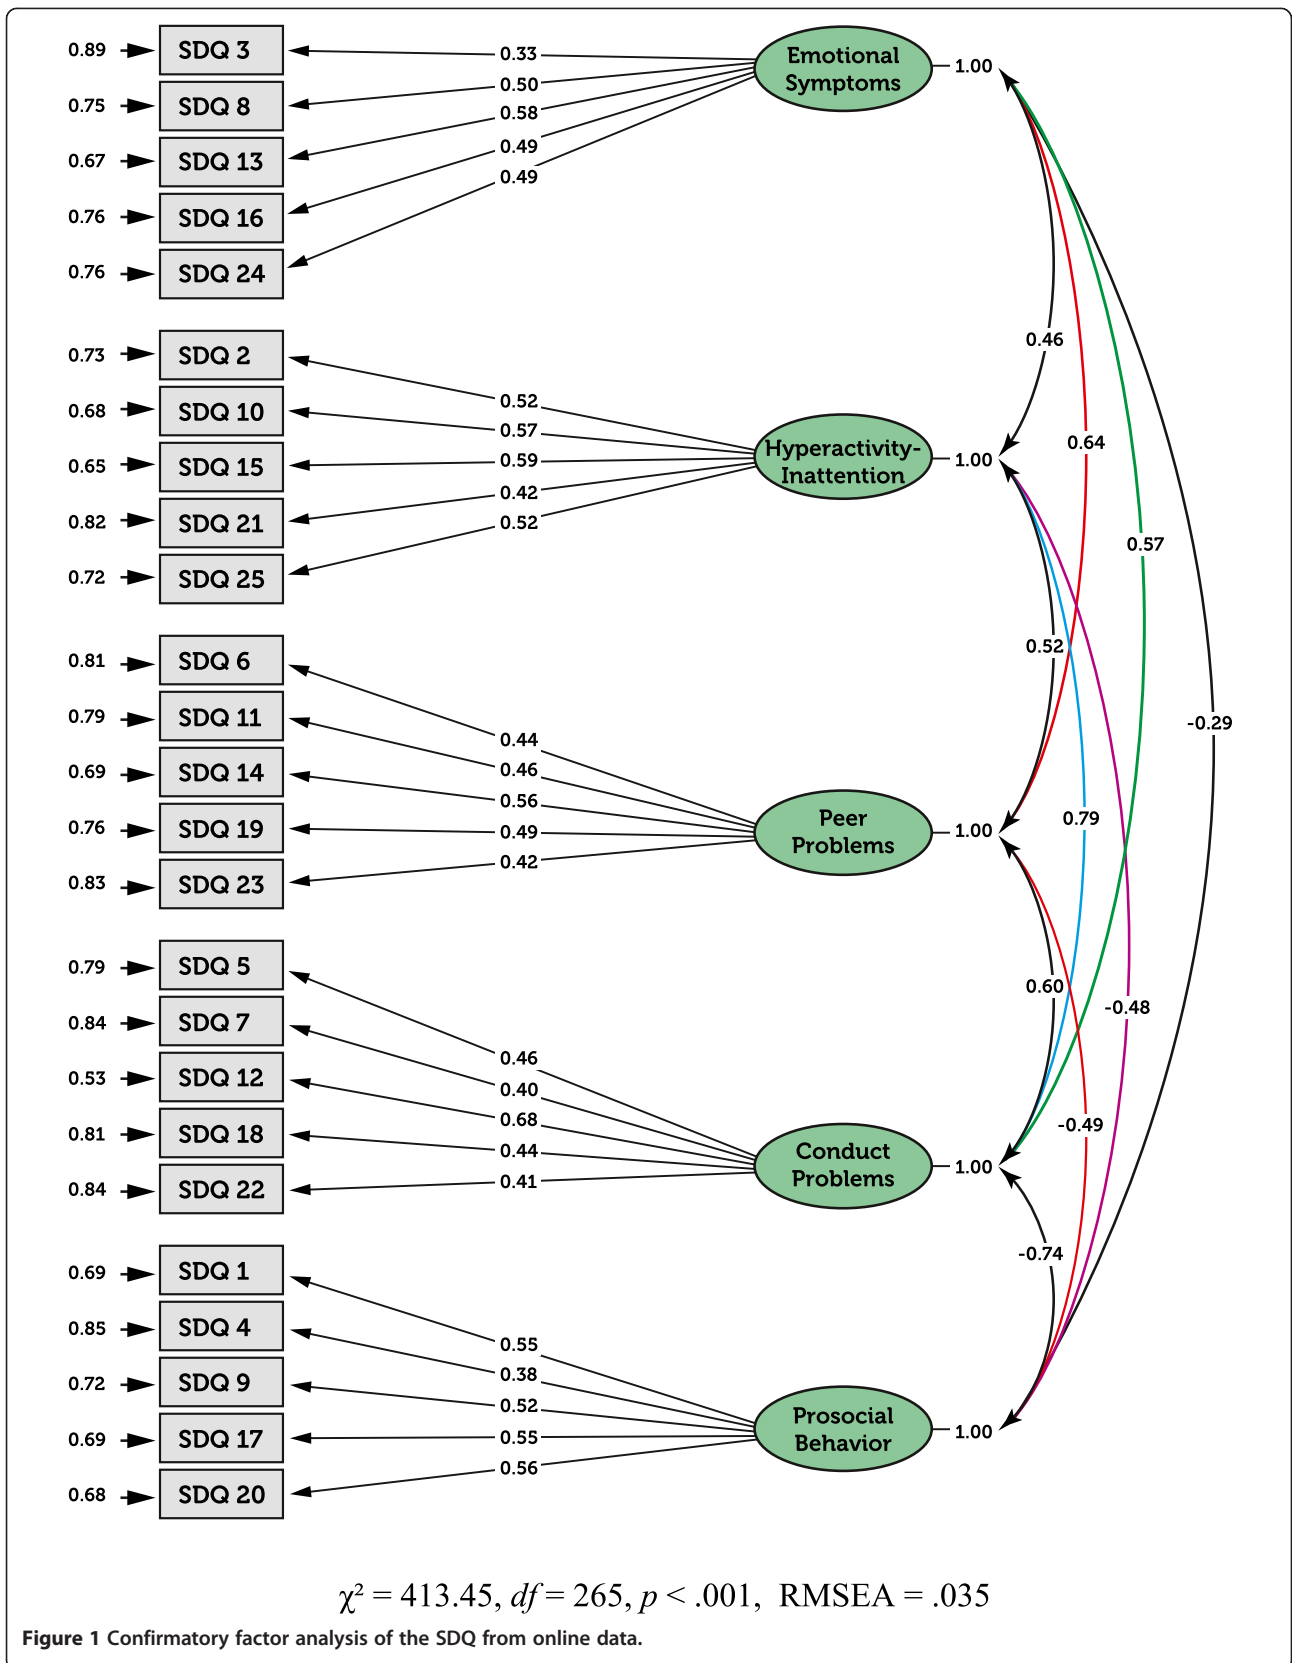 0.89 SDQ 3 0.33 Emotional Symptoms 1.00
0.75 SDQ 8 0.50
0.67 SDQ 13 0.58
0.76 SDQ 16 0.49
0.76 SDQ 24 0.49
0.46
0.73 SDQ 2 0.52
0.68 SDQ 10 0.57
0.65 SDQ 15 0.59 Hyperactivity-Inattention 1.00
0.82 SDQ 21 0.42
0.72 SDQ 25 0.52
0.64
0.57
0.52
0.81 SDQ 6 0.44
0.79 SDQ 11 0.46
0.69 SDQ 14 0.56
0.76 SDQ 19 0.49 Peer Problems 1.00
0.83 SDQ 23 0.42
-0.29
0.79
0.60
-0.48
0.79 SDQ 5 0.46
0.84 SDQ 7 0.40
0.53 SDQ 12 0.68
0.81 SDQ 18 0.44 Conduct Problems 1.00
0.84 SDQ 22 0.41
-0.49
-0.74
0.69 SDQ 1 0.55
0.85 SDQ 4 0.38
0.72 SDQ 9 0.52
0.69 SDQ 17 0.55 Prosocial Behavior 1.00
0.68 SDQ 20 0.56
χ² = 413.45, df = 265, p < .001, RMSEA = .035
Figure 1 Confirmatory factor analysis of the SDQ from online data.